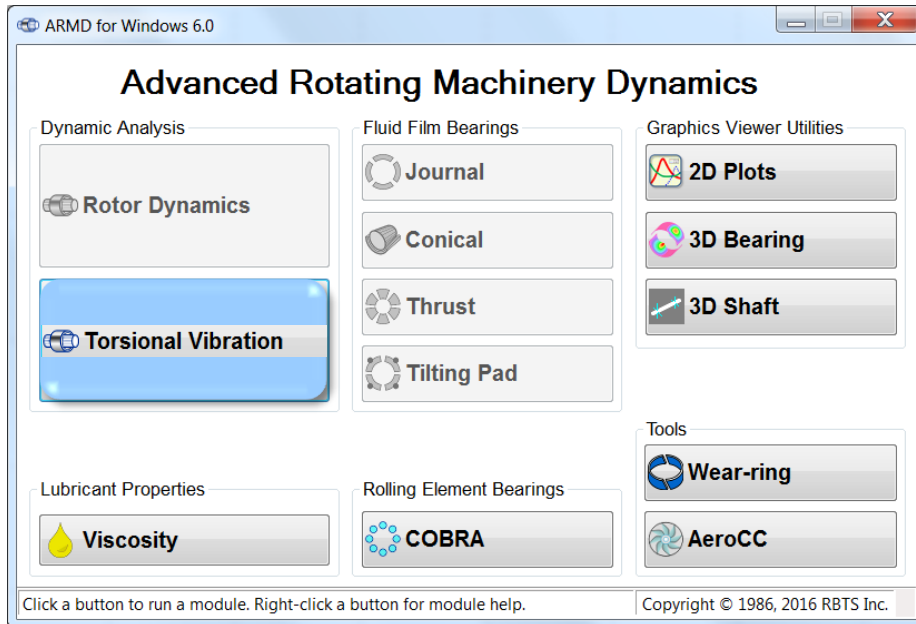 ARMD for Windows 6.0
Advanced Rotating Machinery Dynamics
Dynamic Analysis
Rotor Dynamics
Torsional Vibration
Fluid Film Bearings
Journal
Conical
Thrust
Tilting Pad
Graphics Viewer Utilities
2D Plots
3D Bearing
3D Shaft
Tools
Wear-ring
AeroCC
Lubricant Properties
Viscosity
Rolling Element Bearings
COBRA
Click a button to run a module. Right-click a button for module help.
Copyright © 1986, 2016 RBTS Inc.